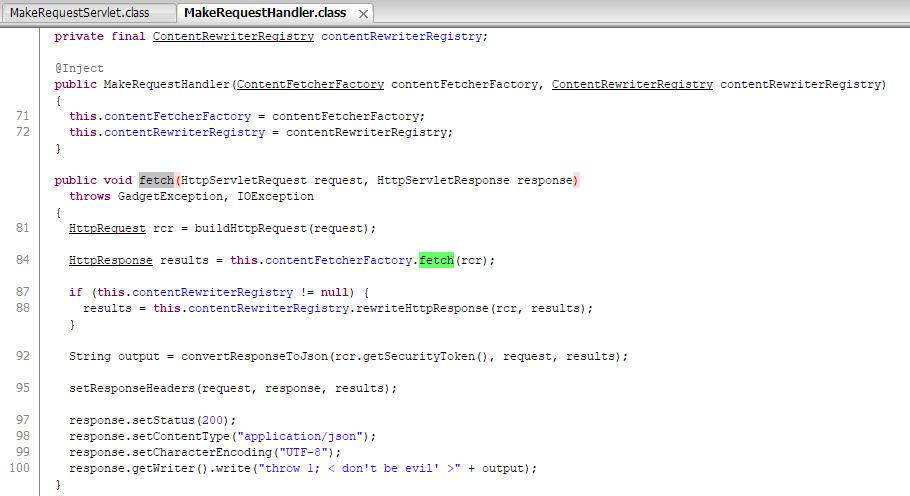 MakeRequestServlet.class MakeRequestHandler.class
private final ContentRewriterRegistry contentRewriterRegistry;
@Inject
public MakeRequestHandler(ContentFetcherFactory contentFetcherFactory, ContentRewriterRegistry contentRewriterRegistry)
{
71 this.contentFetcherFactory = contentFetcherFactory;
72 this.contentRewriterRegistry = contentRewriterRegistry;
}
public void fetch(HttpServletRequest request, HttpServletResponse response)
throws GadgetException, IOException
{
81 HttpRequest rcr = buildHttpRequest(request);
84 HttpResponse results = this.contentFetcherFactory.fetch(rcr);
87 if (this.contentRewriterRegistry != null) {
88 results = this.contentRewriterRegistry.rewriteHttpResponse(rcr, results);
}
92 String output = convertResponseToJson(rcr.getSecurityToken(), request, results);
95 setResponseHeaders(request, response, results);
97 response.setStatus(200);
98 response.setContentType("application/json");
99 response.setCharacterEncoding("UTF-8");
100 response.getWriter().write("throw 1; < don't be evil' >" + output);
}